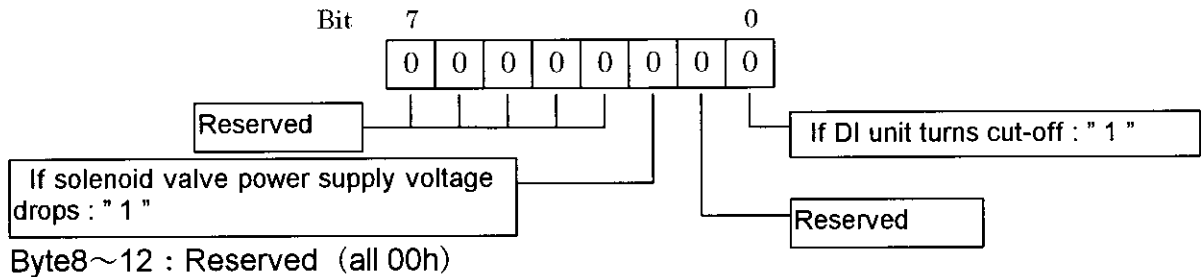 Bit 7 0
0 0 0 0 0 0 0 0
Reserved
If DI unit turns cut-off : " 1 "
If solenoid valve power supply voltage
drops : " 1 "
Reserved
Byte8～12 : Reserved (all 00h)